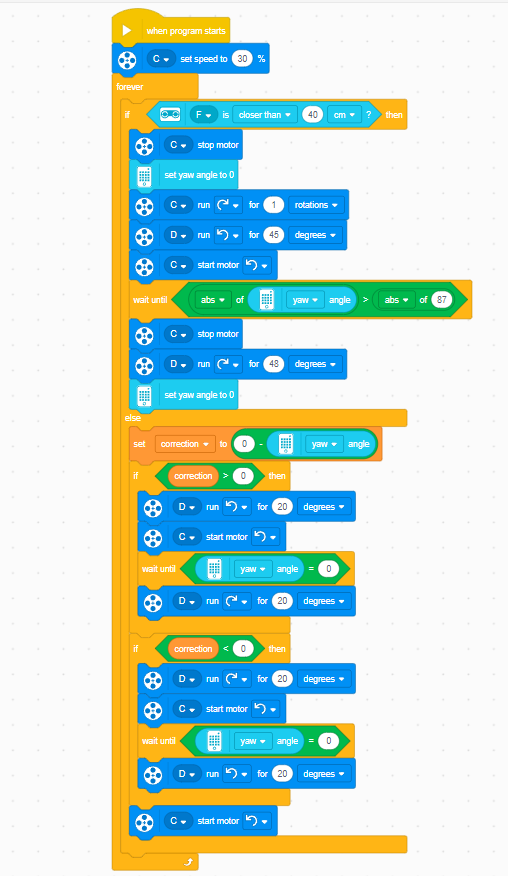 when program starts
C set speed to 30 %
forever
if F is closer than 40 cm ? then
C stop motor
set yaw angle to 0
C run for 1 rotations
D run for 45 degrees
C start motor
wait until abs of yaw angle > abs of 87
C stop motor
D run for 48 degrees
set yaw angle to 0
else
set correction to 0 - yaw angle
if correction > 0 then
D run for 20 degrees
C start motor
wait until yaw angle = 0
D run for 20 degrees
if correction < 0 then
D run for 20 degrees
C start motor
wait until yaw angle = 0
D run for 20 degrees
C start motor